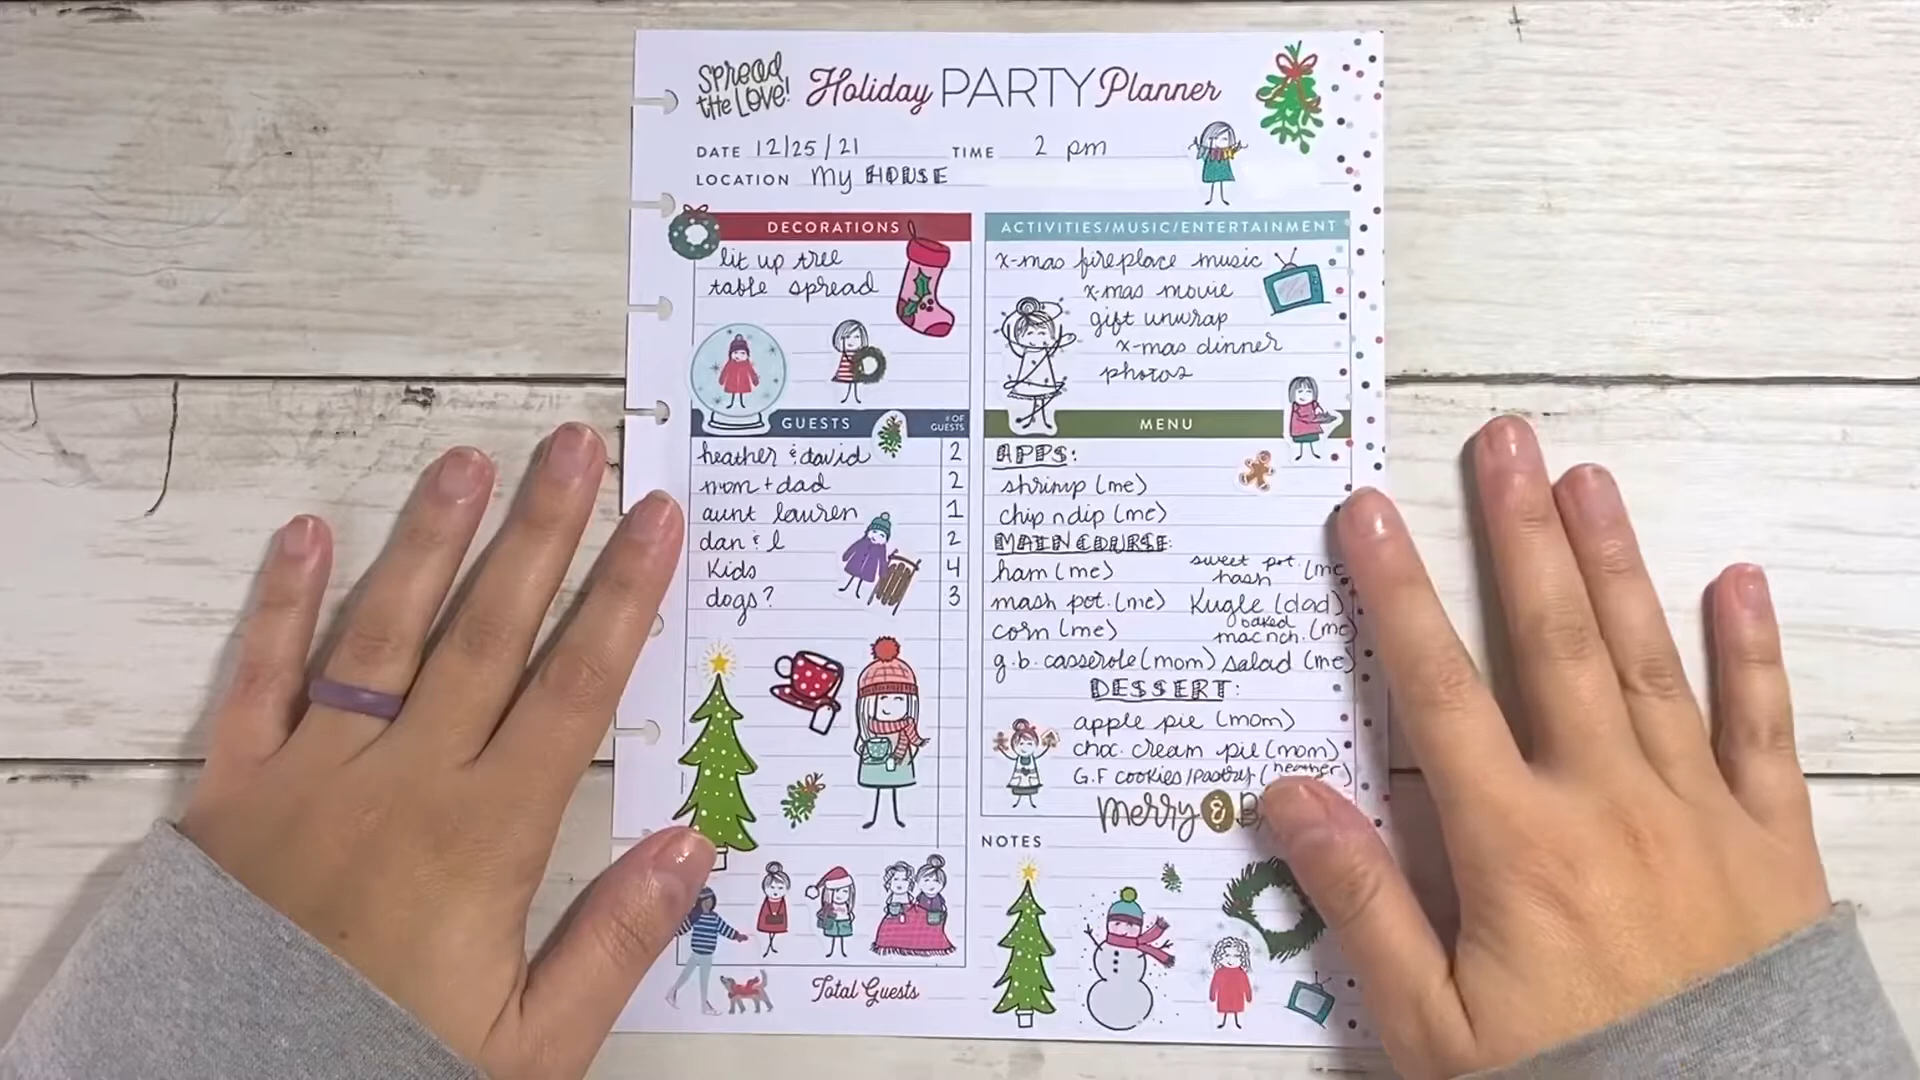 Spread the Love! Holiday PARTY Planner
DATE 12/25/21 TIME 2 pm
LOCATION My HOUSE
DECORATIONS
lit up tree
table spread
GUESTS # OF GUESTS
heather & david 2
mom + dad 2
aunt lauren 1
dan & l 2
Kids 4
dogs? 3
Total Guests
ACTIVITIES/MUSIC/ENTERTAINMENT
x-mas fireplace music
x-mas movie
gift unwrap
x-mas dinner
photos
MENU
APPS:
shrimp (me)
chip n dip (me)
MAIN COURSE:
ham (me) sweet pot. hash (me
mash pot. (me) Kugle (dad)
corn (me) baked mac n ch. (me)
g.b. casserole (mom) salad (me)
DESSERT:
apple pie (mom)
choc. cream pie (mom)
G.F cookies/pastry (heather)
merry & B
NOTES